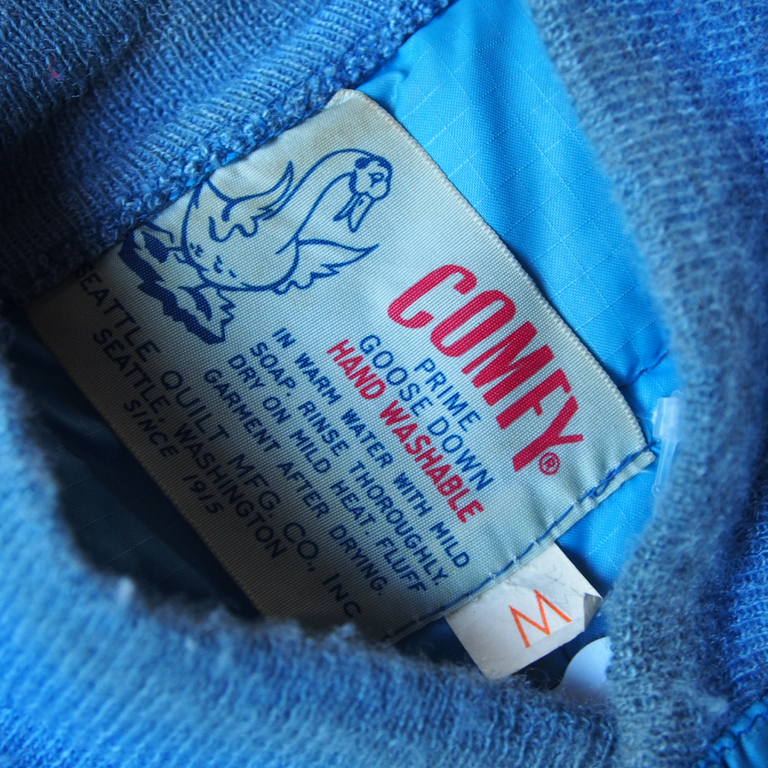 COMFY®
PRIME
GOOSE DOWN
HAND WASHABLE
IN WARM WATER WITH MILD
SOAP. RINSE THOROUGHLY
DRY ON MILD HEAT: FLUFF
GARMENT AFTER DRYING.
SEATTLE QUILT MFG. CO., INC.
SEATTLE, WASHINGTON
SINCE 1915
M